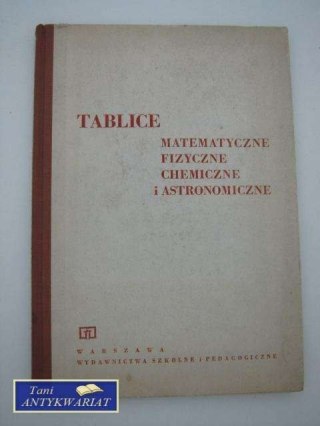 TABLICE
MATEMATYCZNE
FIZYCZNE
CHEMICZNE
i ASTRONOMICZNE
WARSZAWA
WYDAWNICTWA SZKOLNE I PEDAGOGICZNE
Tani
ANTYKWARIAT